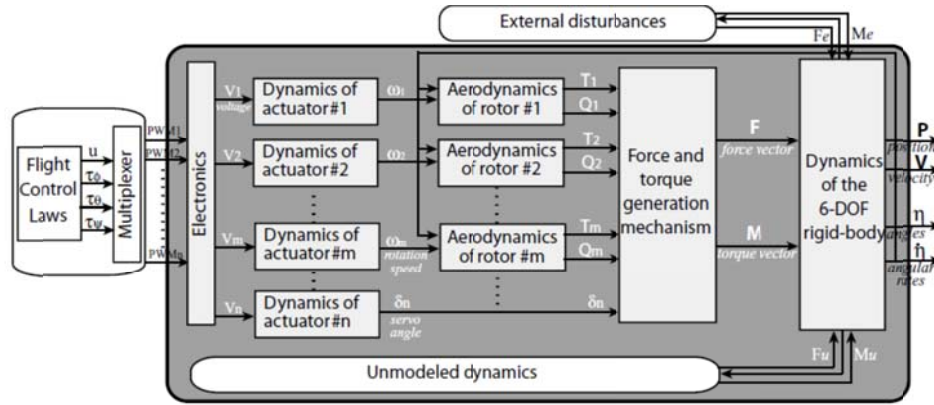 External disturbances
Fe
Me
Flight
Control
Laws
u
τϕ
τθ
τψ
Multiplexer
PWM1
PWM2
PWMn
Electronics
V1
voltage
Dynamics of
actuator#1
ω1
Aerodynamics
of rotor #1
T1
Q1
V2
Dynamics of
actuator#2
ω2
Aerodynamics
of rotor #2
T2
Q2
Vm
Dynamics of
actuator#m
ωm
rotation
speed
Aerodynamics
of rotor #m
Tm
Qm
Vn
Dynamics of
actuator#n
δn
servo
angle
δn
Force and
torque
generation
mechanism
F
force vector
M
torque vector
Dynamics
of the
6-DOF
rigid-body
P
position
V
velocity
η
angles
η̇
angular
rates
Unmodeled dynamics
Fu
Mu